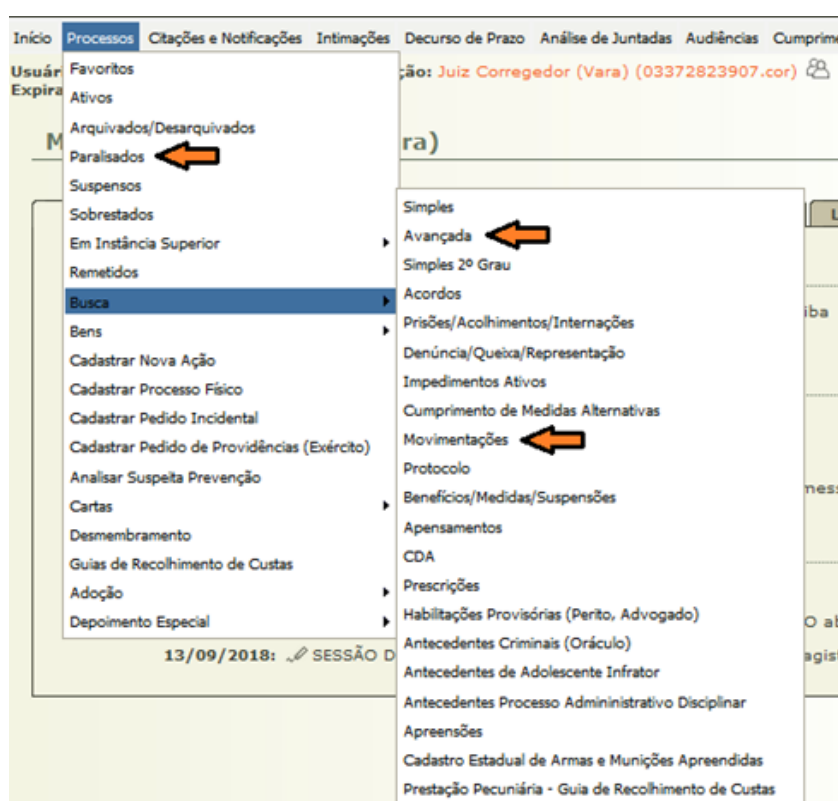 Início Processos Citações e Notificações Intimações Decurso de Prazo Análise de Juntadas Audiências Cumprime
Usuár ção: Juiz Corregedor (Vara) (03372823907.cor)
Expira
M ra)
Favoritos
Ativos
Arquivados/Desarquivados
Paralisados
Suspensos
Sobrestados
Em Instância Superior
Remetidos
Busca
Bens
Cadastrar Nova Ação
Cadastrar Processo Físico
Cadastrar Pedido Incidental
Cadastrar Pedido de Providências (Exército)
Analisar Suspeita Prevenção
Cartas
Desmembramento
Guias de Recolhimento de Custas
Adoção
Depoimento Especial
Simples
Avançada
Simples 2º Grau
Acordos
Prisões/Acolhimentos/Internações
Denúncia/Queixa/Representação
Impedimentos Ativos
Cumprimento de Medidas Alternativas
Movimentações
Protocolo
Benefícios/Medidas/Suspensões
Apensamentos
CDA
Prescrições
Habilitações Provisórias (Perito, Advogado)
Antecedentes Criminais (Oráculo)
Antecedentes de Adolescente Infrator
Antecedentes Processo Admininistrativo Disciplinar
Apreensões
Cadastro Estadual de Armas e Munições Apreendidas
Prestação Pecuniária - Guia de Recolhimento de Custas
L
iba
mess
O ab
13/09/2018: SESSÃO D agist